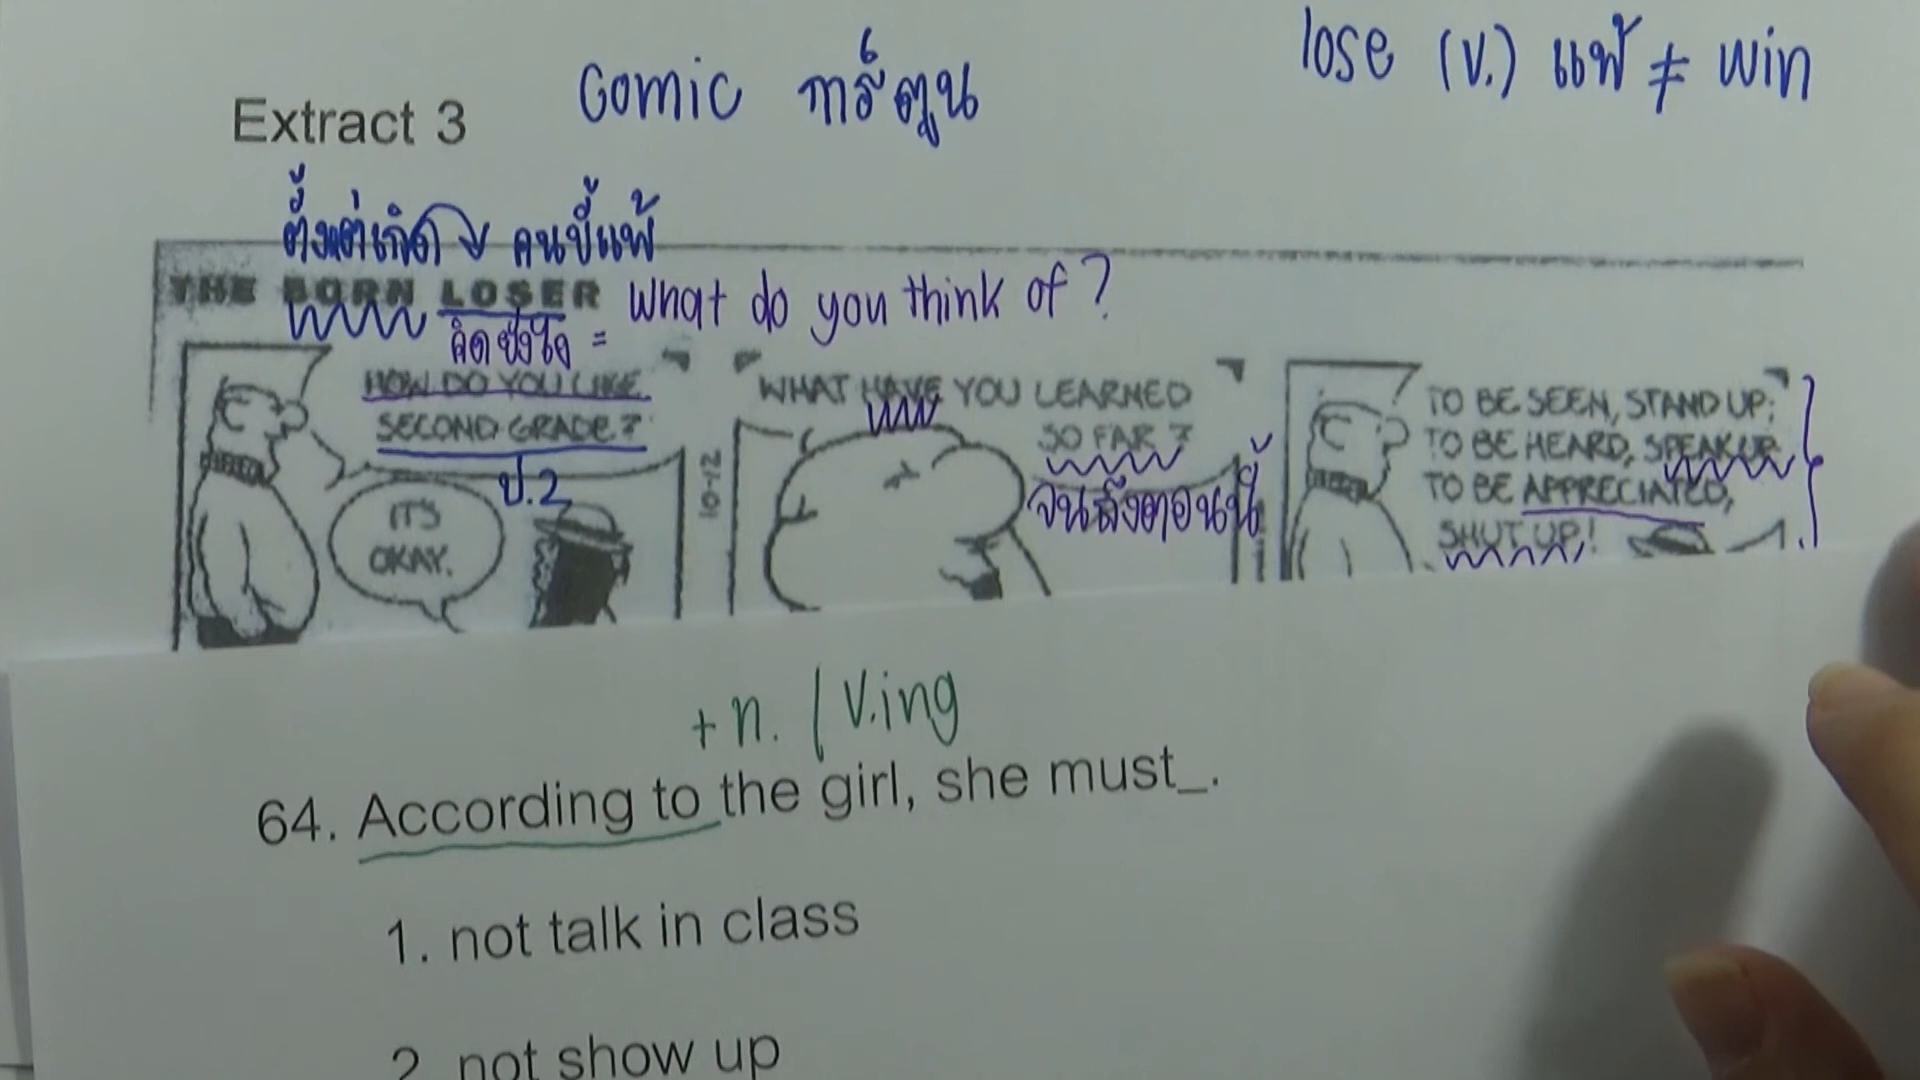 Comic การ์ตูน
lose (v.) แพ้ ≠ win
Extract 3
ตั้งแต่เกิด คนขี้แพ้
THE BORN LOSER What do you think of?
คิดยังไง =
HOW DO YOU LIKE
SECOND GRADE?
ป.2
IT'S
OKAY.
10-12
WHAT HAVE YOU LEARNED
SO FAR?
จนถึงตอนนี้
TO BE SEEN, STAND UP;
TO BE HEARD, SPEAK UP
TO BE APPRECIATED,
SHUT UP!
+ n. / V.ing
64. According to the girl, she must_.
1. not talk in class
2. not show up